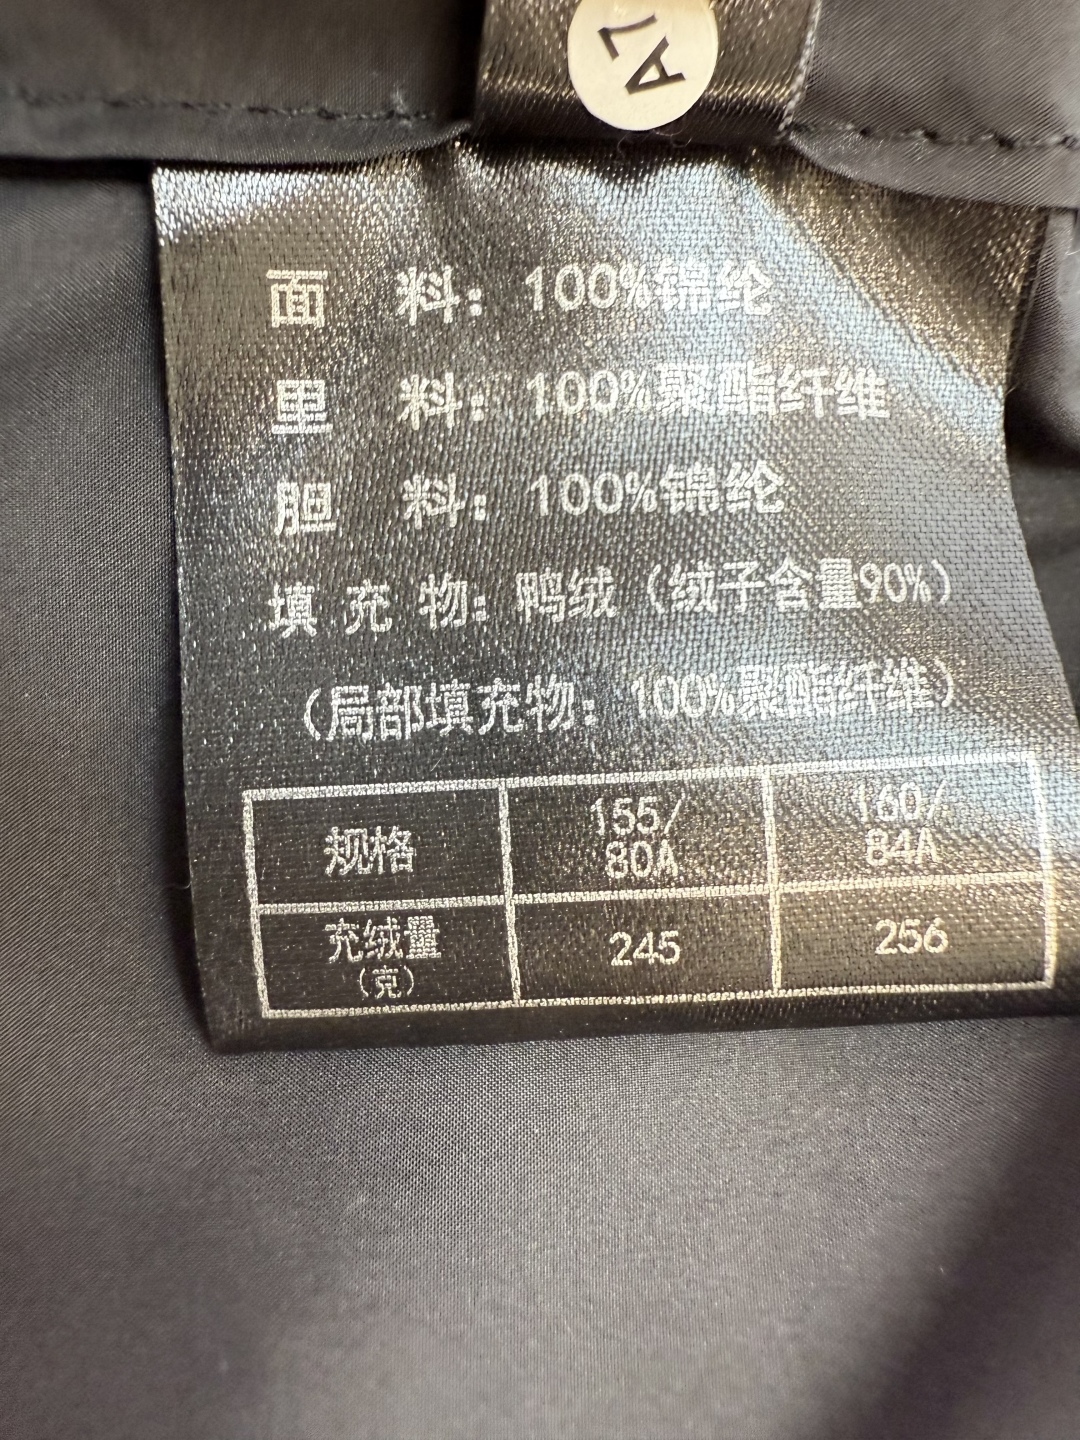 A7
面 料：100%锦纶
里 料：100%聚酯纤维
胆 料：100%锦纶
填 充 物：鸭绒（绒子含量90%）
（局部填充物：100%聚酯纤维）
规格 155/80A 160/84A
充绒量（克） 245 256